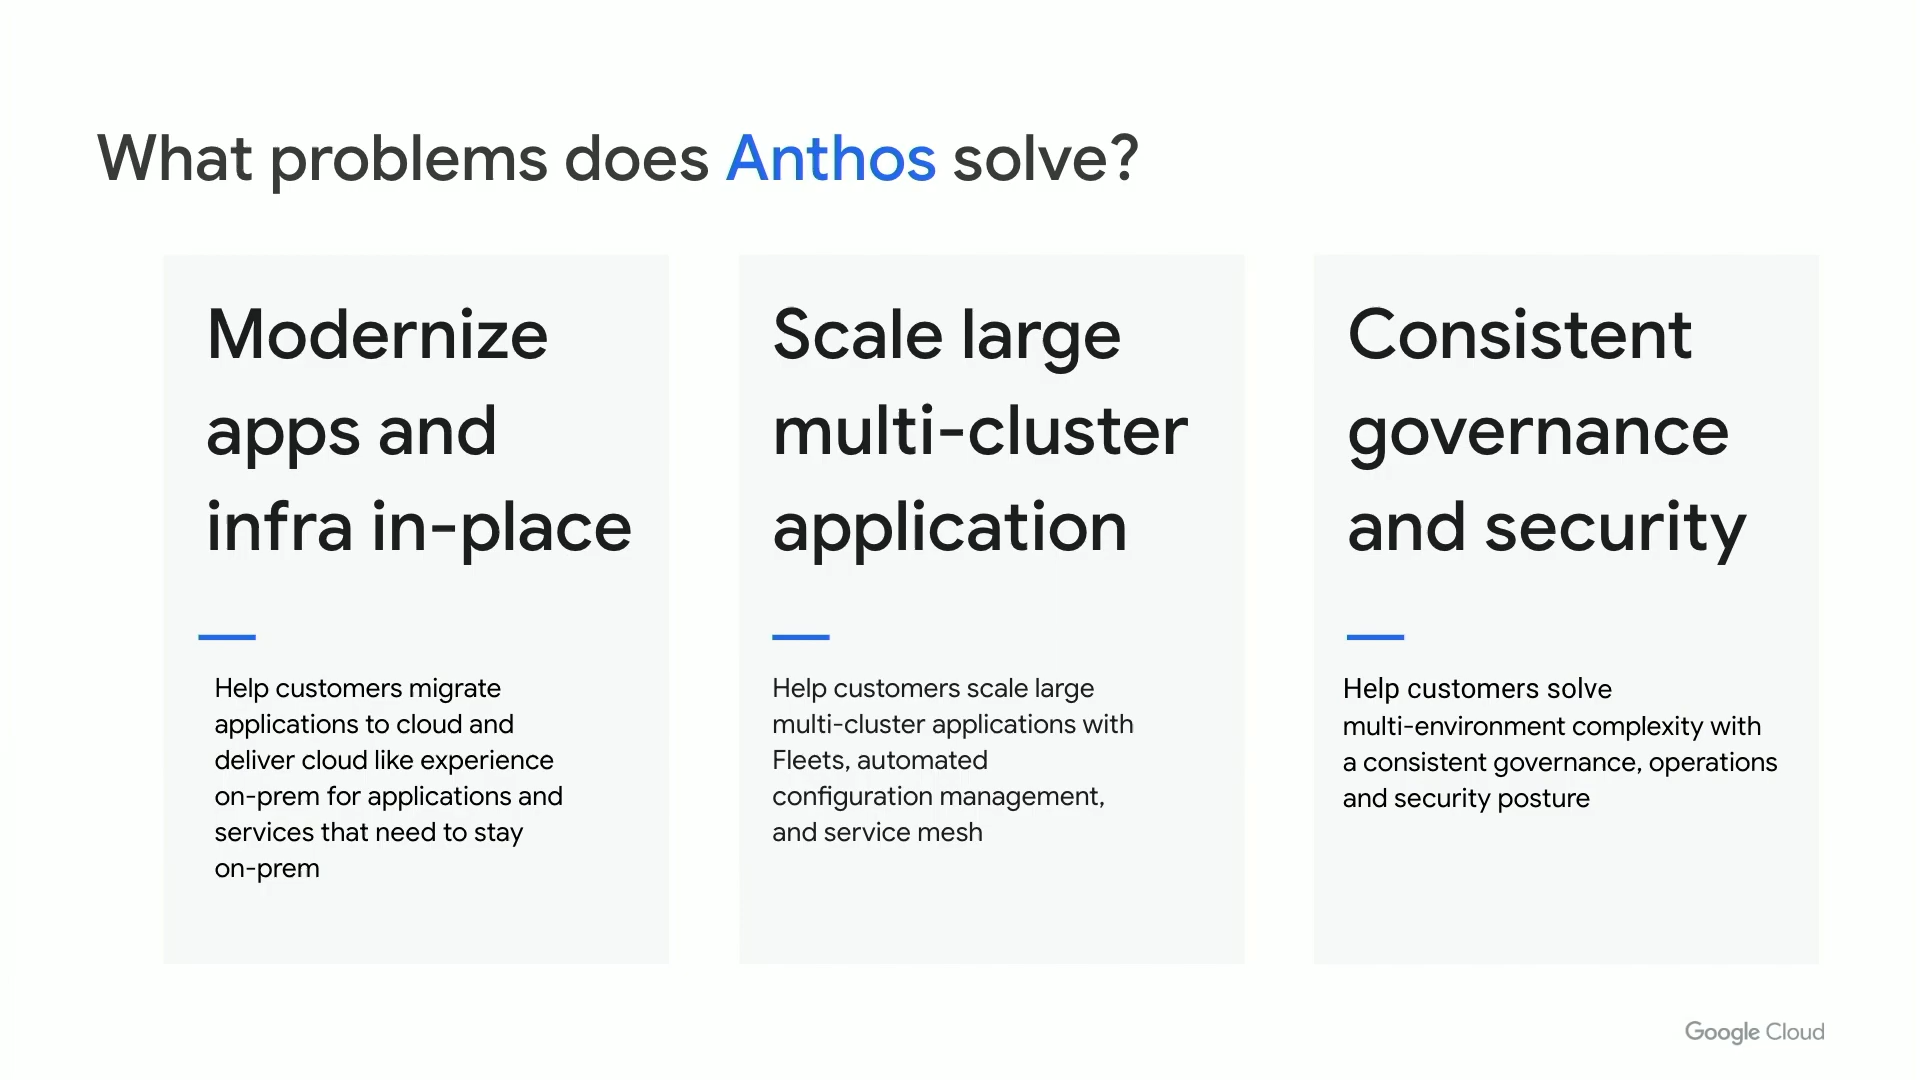 What problems does Anthos solve?
Modernize
apps and
infra in-place
Help customers migrate
applications to cloud and
deliver cloud like experience
on-prem for applications and
services that need to stay
on-prem
Scale large
multi-cluster
application
Help customers scale large
multi-cluster applications with
Fleets, automated
configuration management,
and service mesh
Consistent
governance
and security
Help customers solve
multi-environment complexity with
a consistent governance, operations
and security posture
Google Cloud